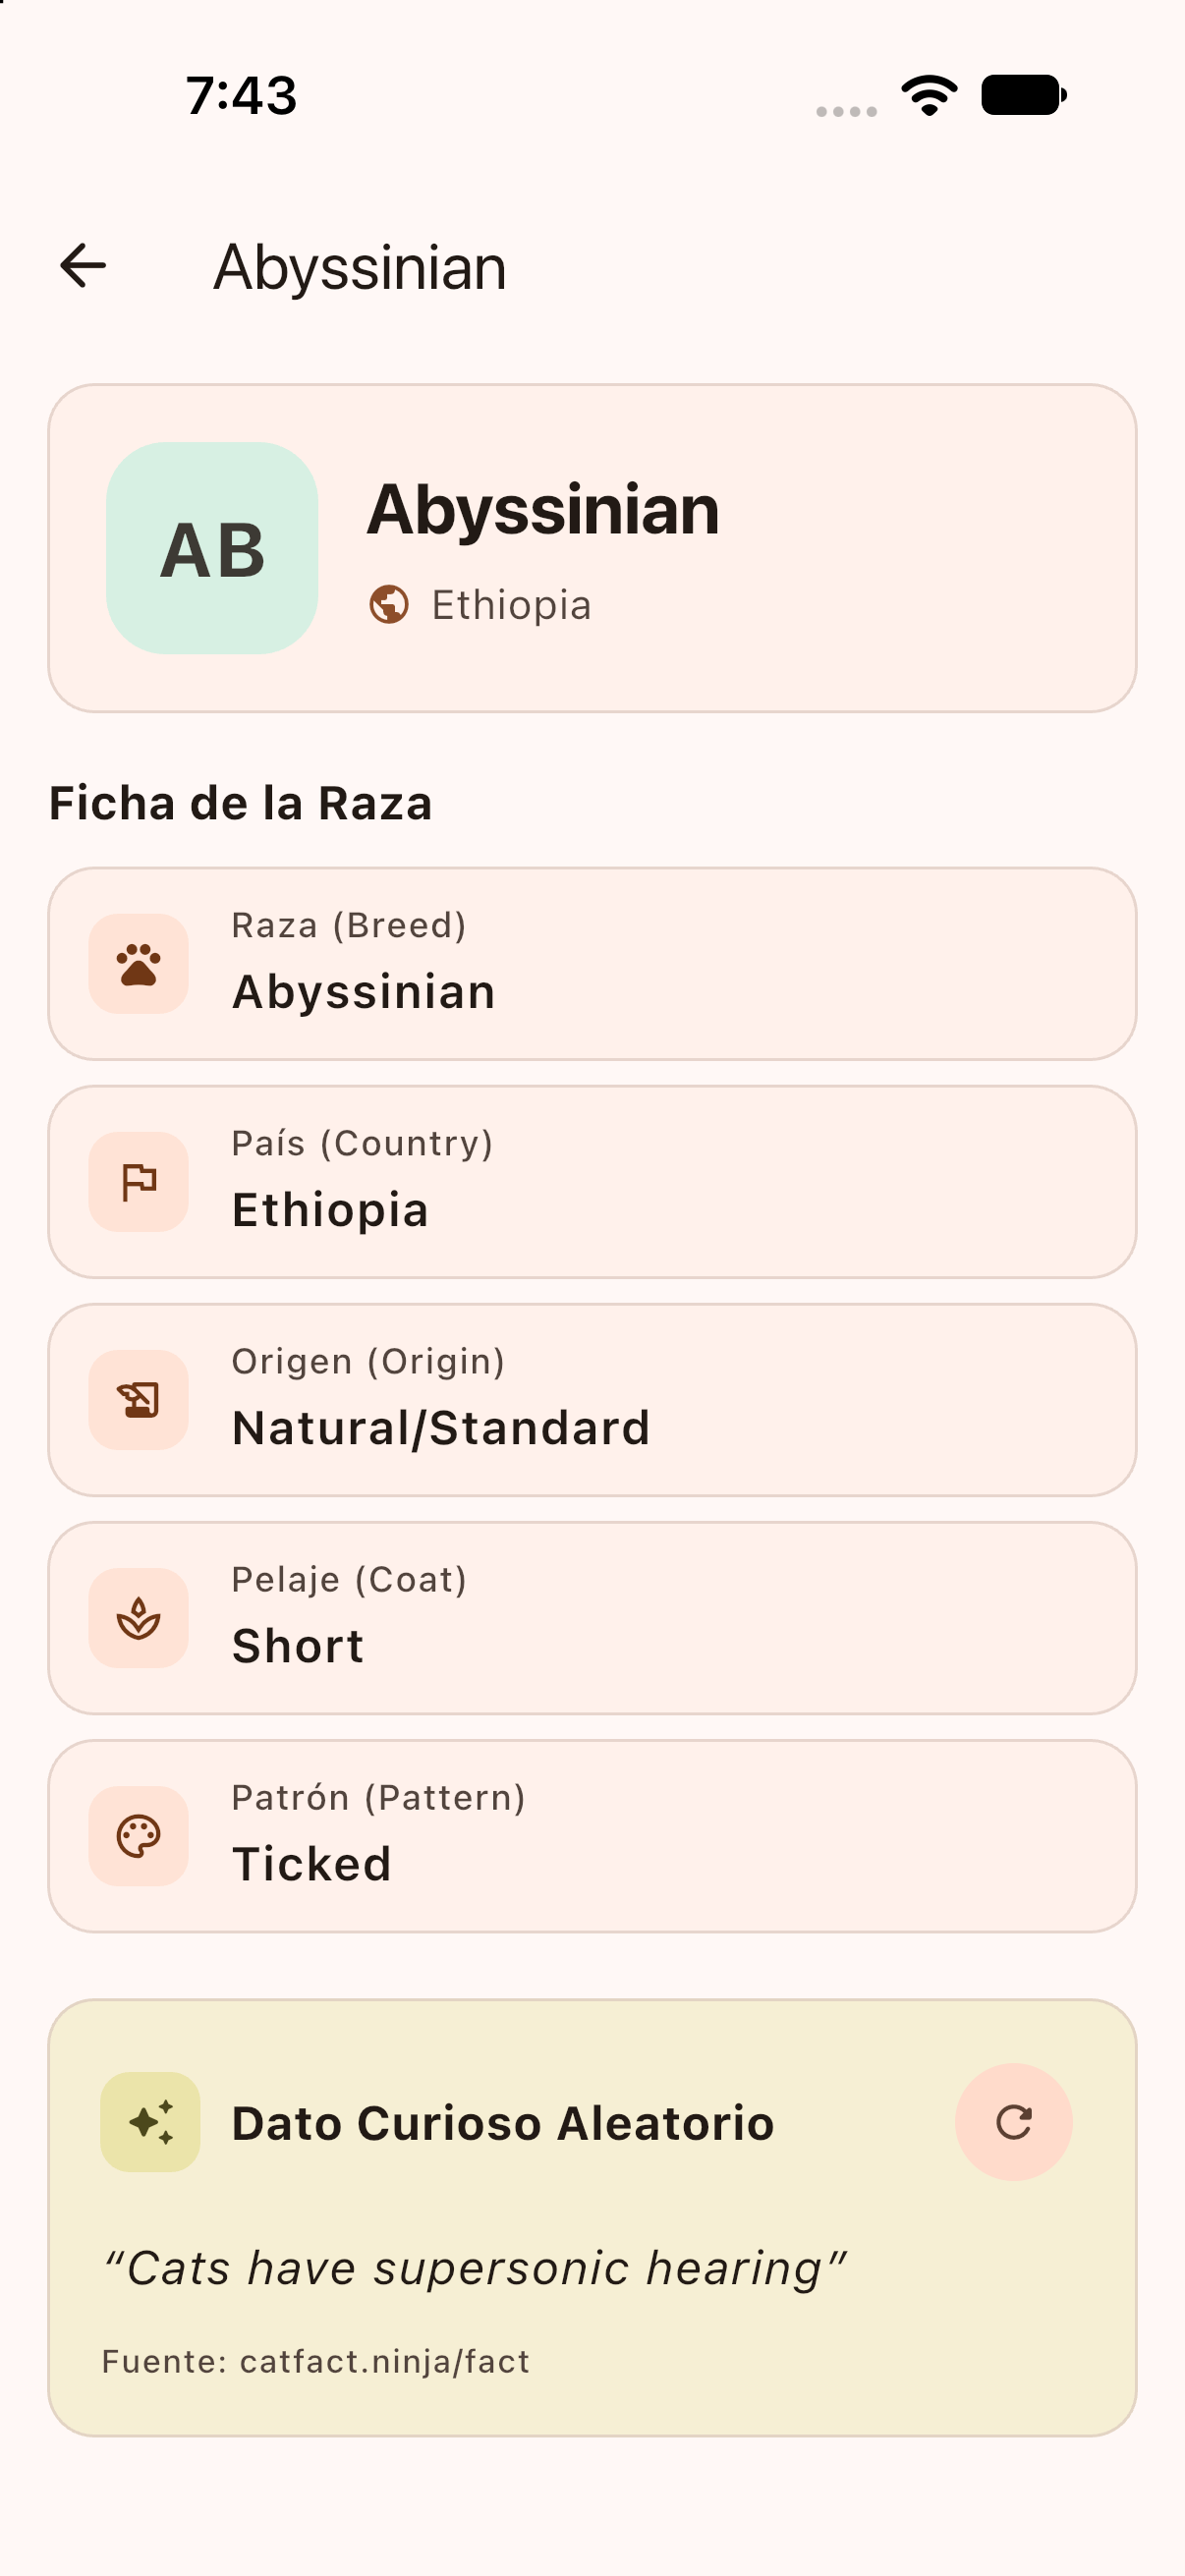 7:43
Abyssinian
AB
Abyssinian
Ethiopia
Ficha de la Raza
Raza (Breed)
Abyssinian
País (Country)
Ethiopia
Origen (Origin)
Natural/Standard
Pelaje (Coat)
Short
Patrón (Pattern)
Ticked
Dato Curioso Aleatorio
“Cats have supersonic hearing”
Fuente: catfact.ninja/fact